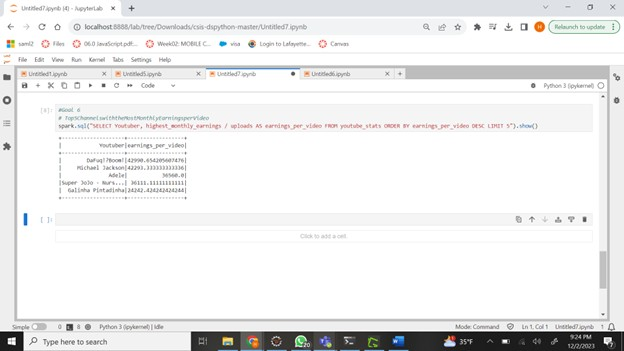 Untitled7.ipynb (4) - JupyterLab
localhost:8888/lab/tree/Downloads/csis-dspython-master/Untitled7.ipynb
Relaunch to update
saml2
Files
06.0 JavaScript.pdf:...
Week02: MOBILE C...
visa
Login to Lafayette...
Canvas
File Edit View Run Kernel Tabs Settings Help
Untitled1.ipynb
Untitled5.ipynb
Untitled7.ipynb
Untitled6.ipynb
Code
Python 3 (ipykernel)
#Goal 6
# Top5ChannelswiththeMostMonthlyEarningsperVideo
spark.sql("SELECT Youtuber, highest_monthly_earnings / uploads AS earnings_per_video FROM youtube_stats ORDER BY earnings_per_video DESC LIMIT 5").show()
+-------------------+------------------+
| Youtuber|earnings_per_video|
+-------------------+------------------+
| DaFuq!?Boom!|42990.654205607476|
| Michael Jackson|42293.333333333336|
| Adele| 36560.0|
|Super JoJo - Nurs...| 36111.11111111111|
| Galinha Pintadinha|24242.424242424244|
+-------------------+------------------+
[ ]:
Click to add a cell.
Simple
0
8
Python 3 (ipykernel) | Idle
Mode: Command
Ln 1, Col 1
Untitled7.ipynb
1
Type here to search
20
35°F
9:24 PM
12/2/2023